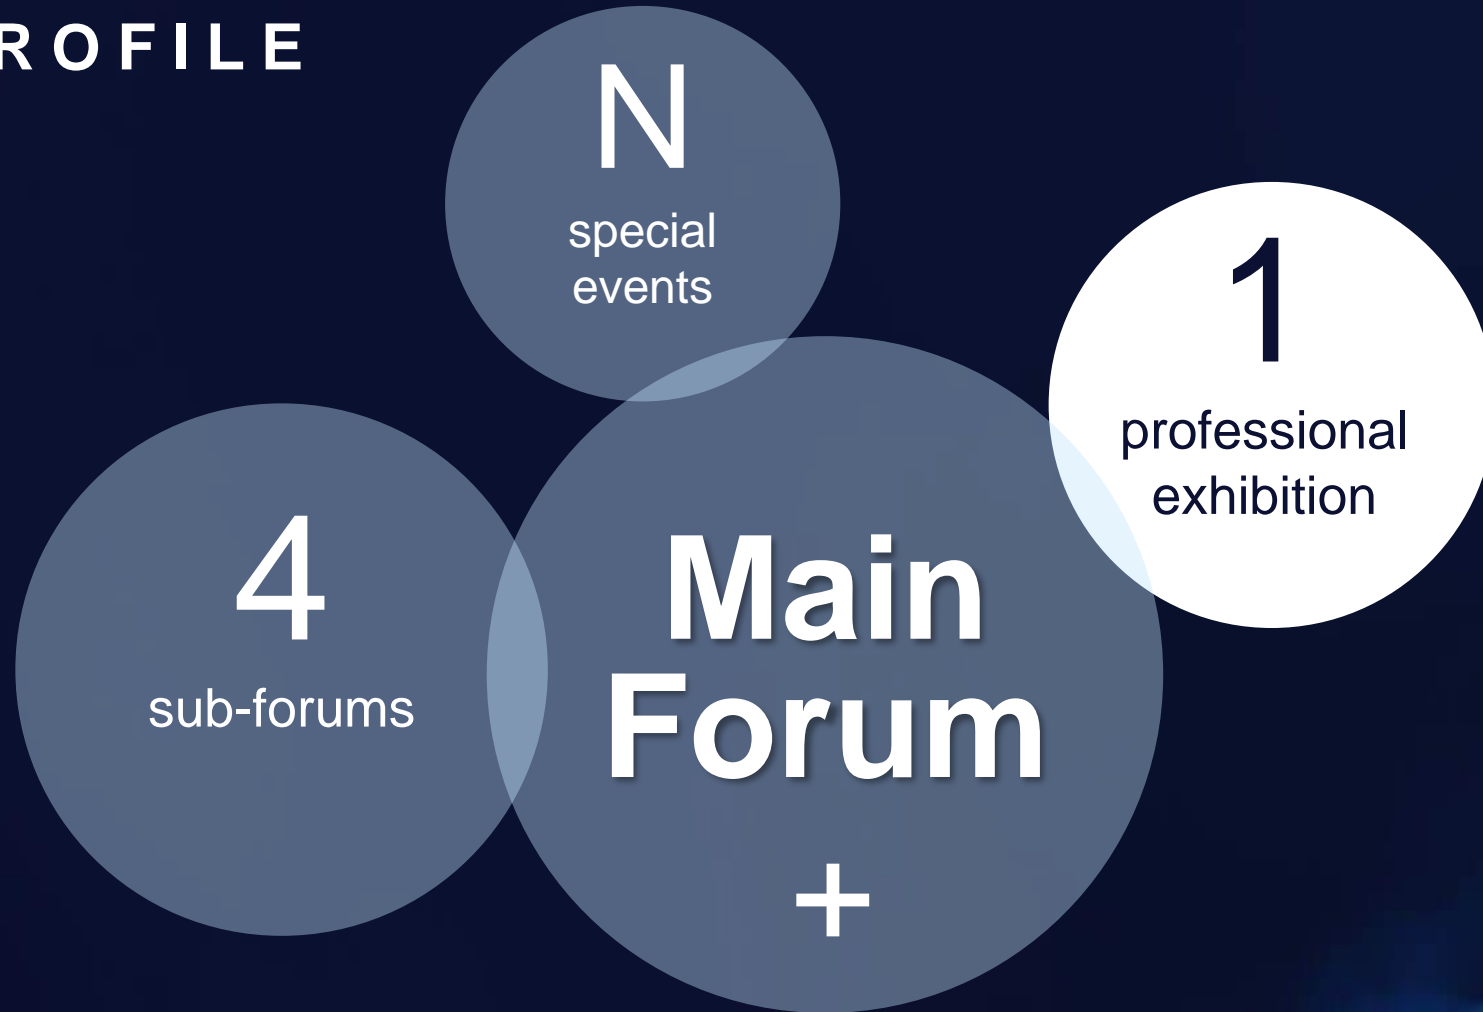 ROFILE
N
special
events
1
professional
exhibition
4
sub-forums
Main
Forum
+